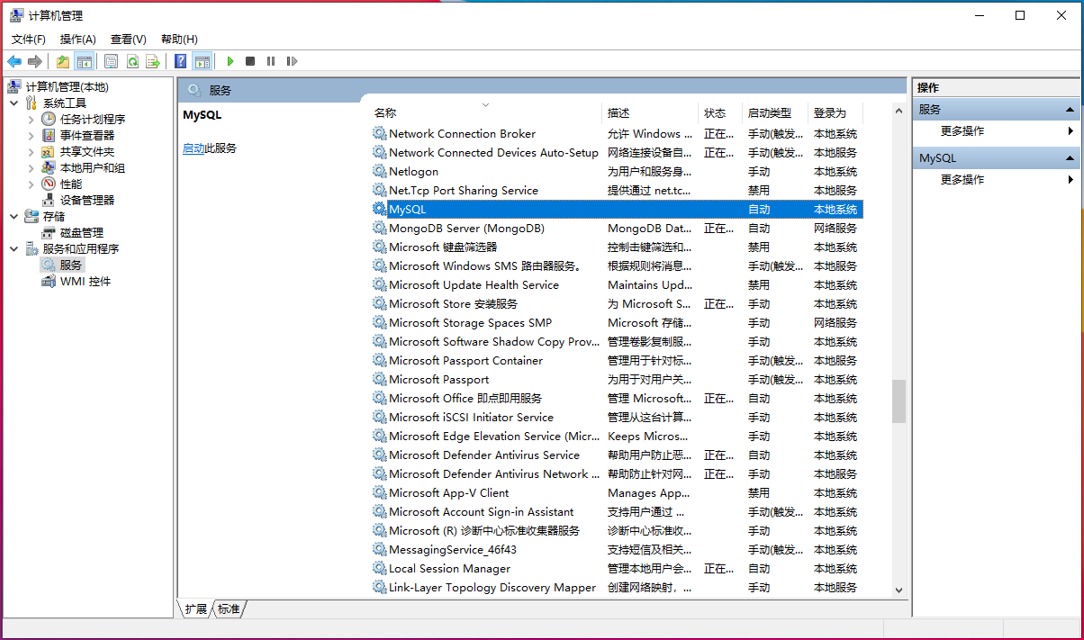 计算机管理
文件(F) 操作(A) 查看(V) 帮助(H)
计算机管理(本地)
系统工具
任务计划程序
事件查看器
共享文件夹
本地用户和组
性能
设备管理器
存储
磁盘管理
服务和应用程序
服务
WMI 控件
服务
MySQL
启动此服务
名称 描述 状态 启动类型 登录为
Network Connection Broker 允许 Windows ... 正在... 手动(触发... 本地系统
Network Connected Devices Auto-Setup 网络连接设备自... 正在... 手动(触发... 本地服务
Netlogon 为用户和服务身... 手动 本地系统
Net.Tcp Port Sharing Service 提供通过 net.tc... 禁用 本地服务
MySQL 自动 本地系统
MongoDB Server (MongoDB) MongoDB Dat... 正在... 自动 网络服务
Microsoft 键盘筛选器 控制击键筛选和... 禁用 本地系统
Microsoft Windows SMS 路由器服务。 根据规则将消息... 手动(触发... 本地服务
Microsoft Update Health Service Maintains Upd... 禁用 本地系统
Microsoft Store 安装服务 为 Microsoft S... 正在... 手动 本地系统
Microsoft Storage Spaces SMP Microsoft 存储... 手动 网络服务
Microsoft Software Shadow Copy Prov... 管理卷影复制服... 手动 本地系统
Microsoft Passport Container 管理用于针对标... 手动(触发... 本地服务
Microsoft Passport 为用于对用户关... 手动(触发... 本地系统
Microsoft Office 即点即用服务 管理 Microsoft... 正在... 自动 本地系统
Microsoft iSCSI Initiator Service 管理从这台计算... 手动 本地系统
Microsoft Edge Elevation Service (Micr... Keeps Micros... 手动 本地系统
Microsoft Defender Antivirus Service 帮助用户防止恶... 正在... 自动 本地系统
Microsoft Defender Antivirus Network ... 帮助防止针对网... 正在... 手动 本地服务
Microsoft App-V Client Manages App... 禁用 本地系统
Microsoft Account Sign-in Assistant 支持用户通过 ... 手动(触发... 本地系统
Microsoft (R) 诊断中心标准收集器服务 诊断中心标准收... 手动 本地系统
MessagingService_46f43 支持短信及相关... 手动(触发... 本地系统
Local Session Manager 管理本地用户会... 正在... 自动 本地系统
Link-Layer Topology Discovery Mapper 创建网络映射，... 手动 本地服务
扩展 标准
操作
服务
更多操作
MySQL
更多操作